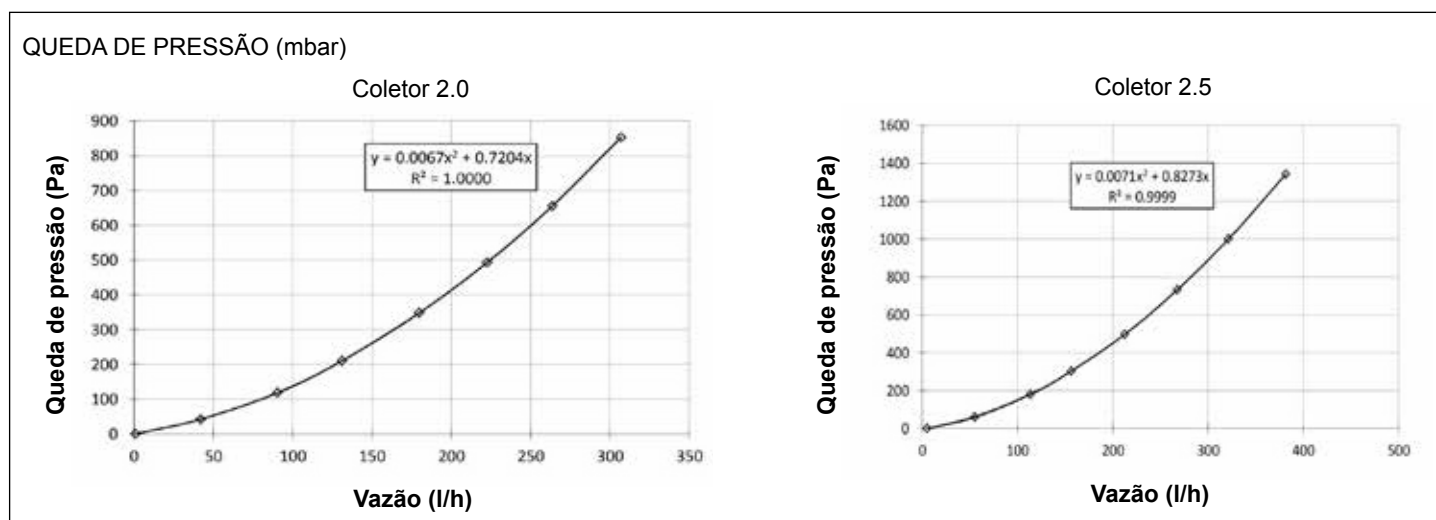 QUEDA DE PRESSÃO (mbar)
Coletor 2.0
900
800
700
600
500
400
300
200
100
0
Queda de pressão (Pa)
y = 0.0067x² + 0.7204x
R² = 1.0000
0 50 100 150 200 250 300 350
Vazão (l/h)
Coletor 2.5
1600
1400
1200
1000
800
600
400
200
0
Queda de pressão (Pa)
y = 0.0071x² + 0.8273x
R² = 0.9999
0 100 200 300 400 500
Vazão (l/h)